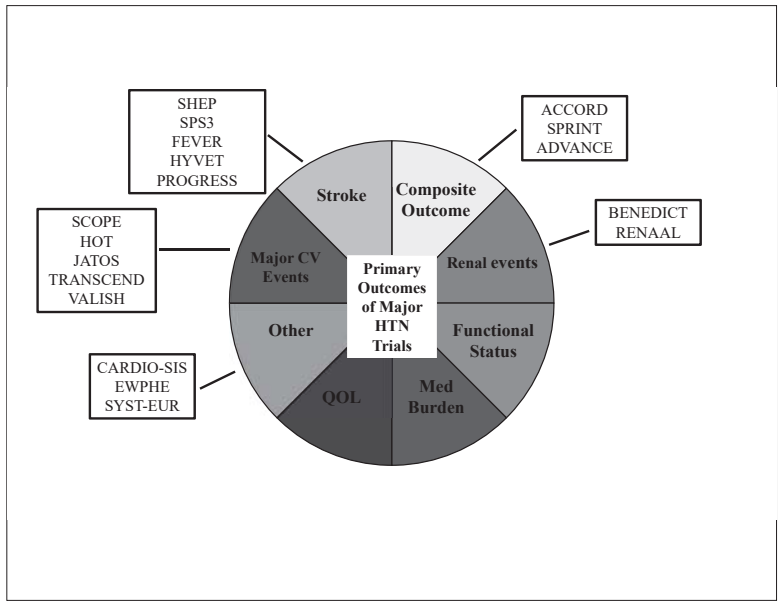 SHEP
SPS3
FEVER
HYVET
PROGRESS
ACCORD
SPRINT
ADVANCE
Stroke
Composite
Outcome
SCOPE
HOT
JATOS
TRANSCEND
VALISH
BENEDICT
RENAAL
Major CV
Events
Renal events
Primary
Outcomes
of Major
HTN
Trials
Other
Functional
Status
CARDIO-SIS
EWPHE
SYST-EUR
QOL
Med
Burden